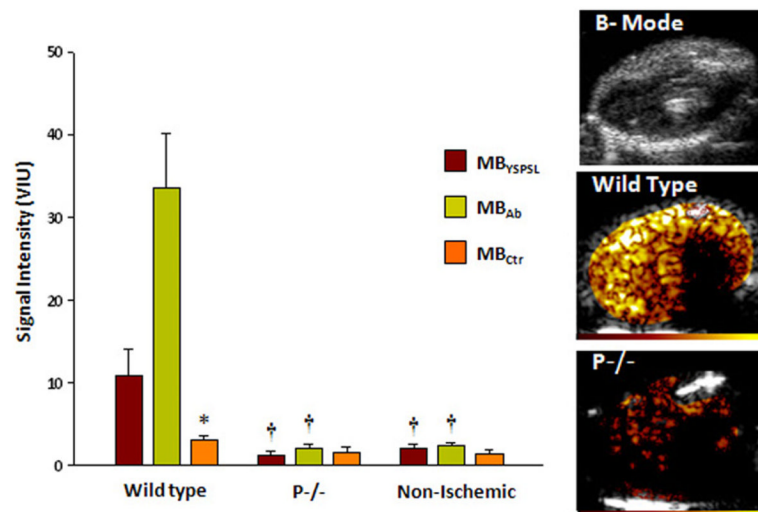 50
40
30
20
10
0
Signal Intensity (VIU)
MBYSPSL
MBAb
MBCtr
*
† †
† †
Wild type
P-/-
Non-Ischemic
B- Mode
Wild Type
P-/-